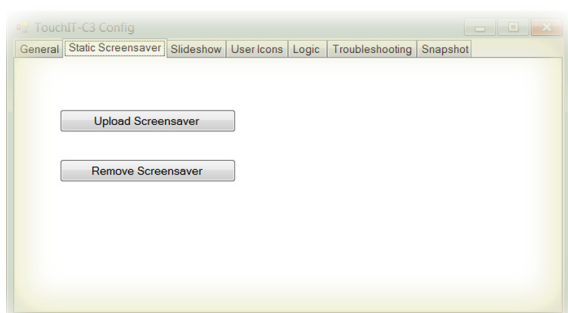 TouchIT-C3 Config
General Static Screensaver Slideshow User Icons Logic Troubleshooting Snapshot
Upload Screensaver
Remove Screensaver